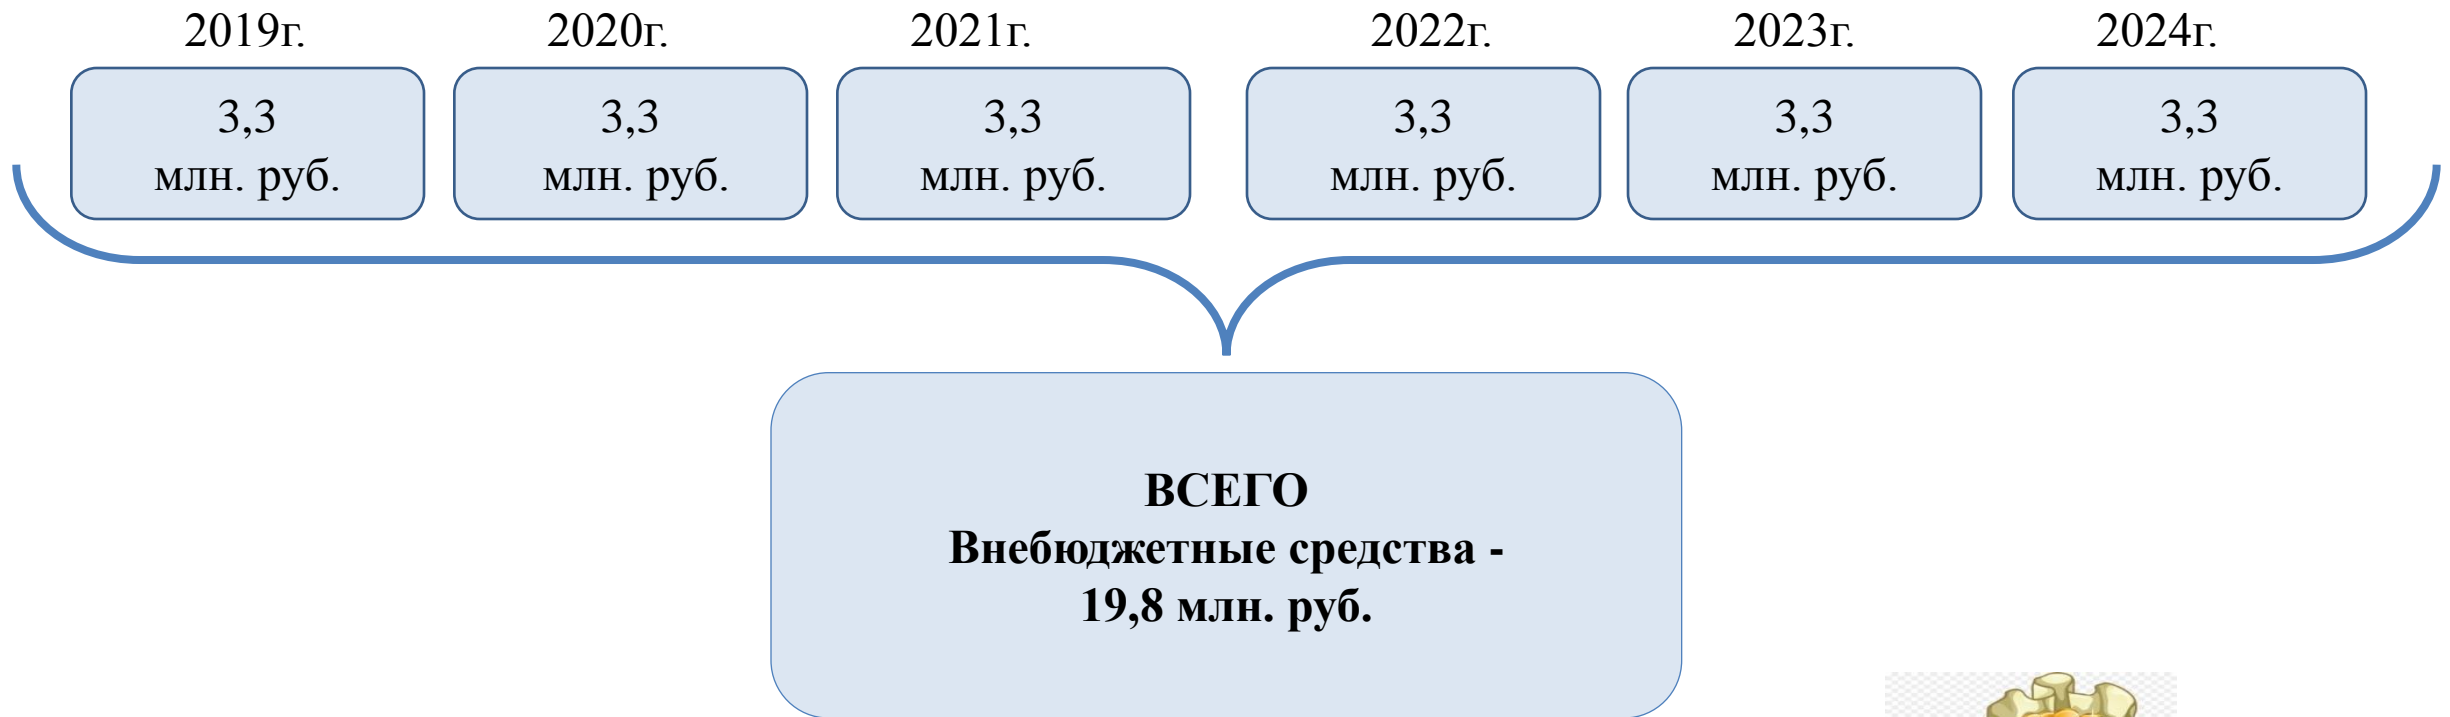 2019г. 2020г. 2021г. 2022г. 2023г. 2024г.
3,3 3,3 3,3 3,3 3,3 3,3
млн. руб. млн. руб. млн. руб. млн. руб. млн. руб. млн. руб.
ВСЕГО
Внебюджетные средства -
19,8 млн. руб.